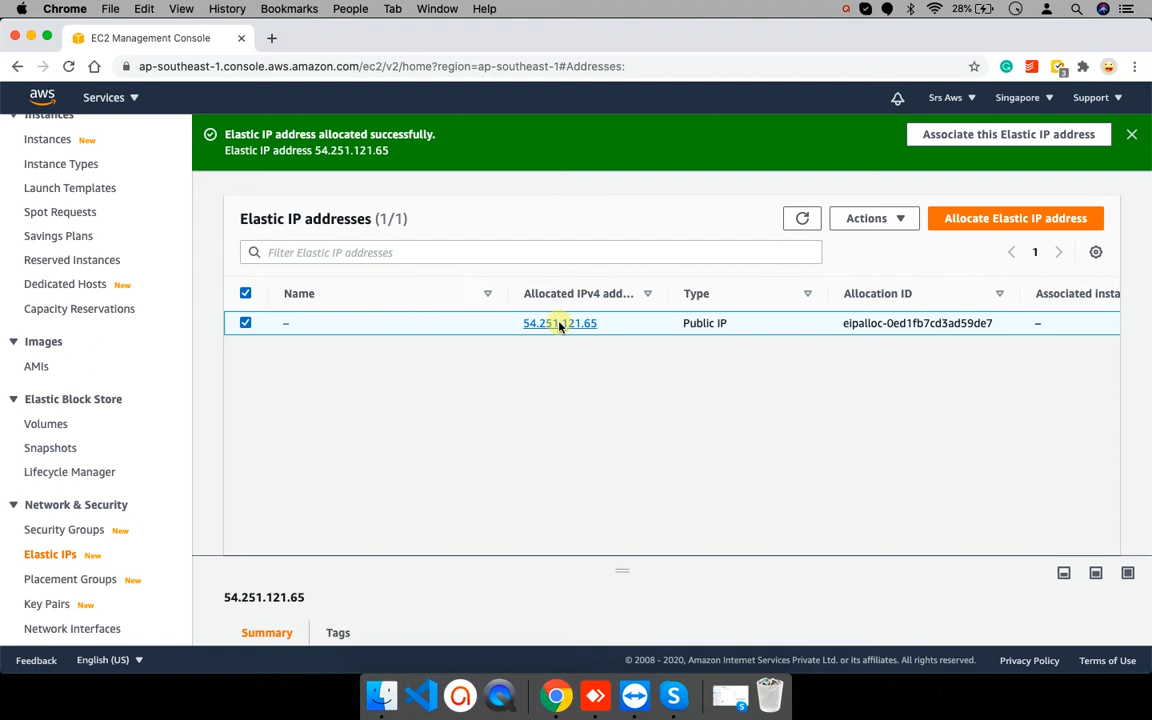 Chrome File Edit View History Bookmarks People Tab Window Help 28%
EC2 Management Console
ap-southeast-1.console.aws.amazon.com/ec2/v2/home?region=ap-southeast-1#Addresses:
3
aws Services Srs Aws Singapore Support
Instances
Instances New
Instance Types
Launch Templates
Spot Requests
Savings Plans
Reserved Instances
Dedicated Hosts New
Capacity Reservations
Images
AMIs
Elastic Block Store
Volumes
Snapshots
Lifecycle Manager
Network & Security
Security Groups New
Elastic IPs New
Placement Groups New
Key Pairs New
Network Interfaces
Elastic IP address allocated successfully.
Elastic IP address 54.251.121.65
Associate this Elastic IP address
Elastic IP addresses (1/1)
Actions
Allocate Elastic IP address
Filter Elastic IP addresses
1
Name Allocated IPv4 add... Type Allocation ID Associated insta
– 54.251.121.65 Public IP eipalloc-0ed1fb7cd3ad59de7 –
54.251.121.65
Summary Tags
Feedback English (US) © 2008 - 2020, Amazon Internet Services Private Ltd. or its affiliates. All rights reserved. Privacy Policy Terms of Use